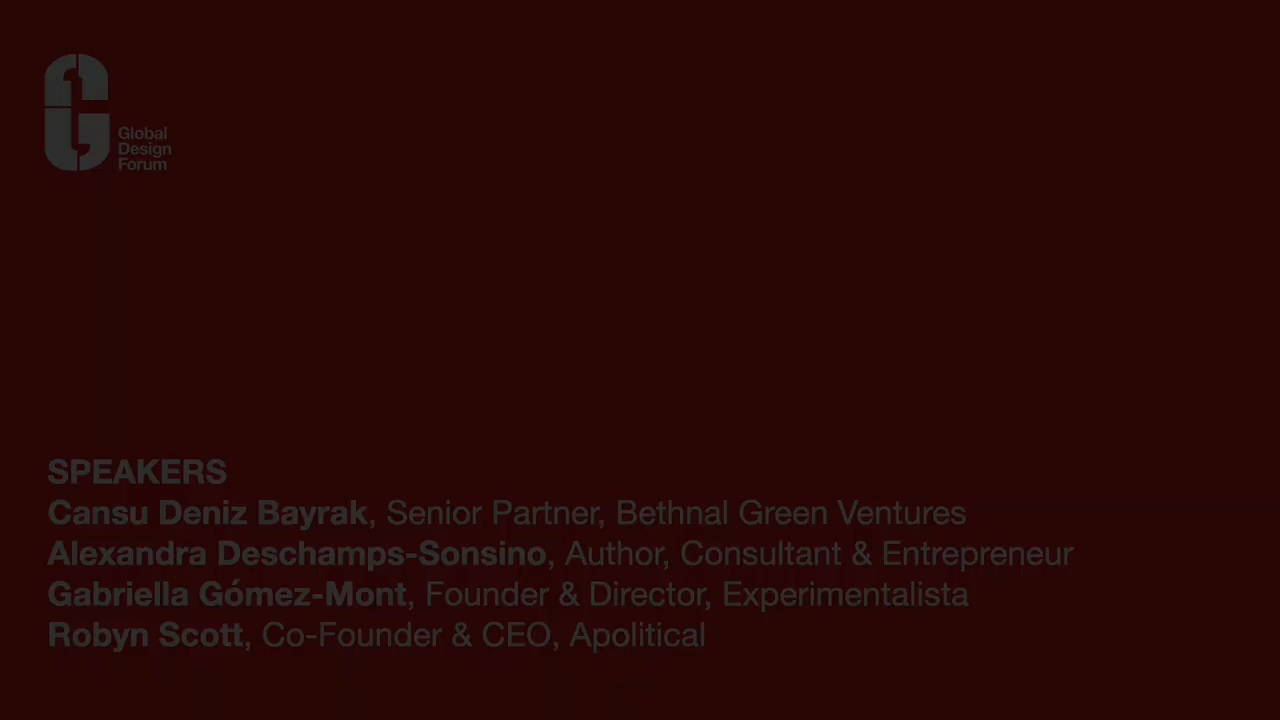 Global
Design
Forum
SPEAKERS
Cansu Deniz Bayrak, Senior Partner, Bethnal Green Ventures
Alexandra Deschamps-Sonsino, Author, Consultant & Entrepreneur
Gabriella Gómez-Mont, Founder & Director, Experimentalista
Robyn Scott, Co-Founder & CEO, Apolitical